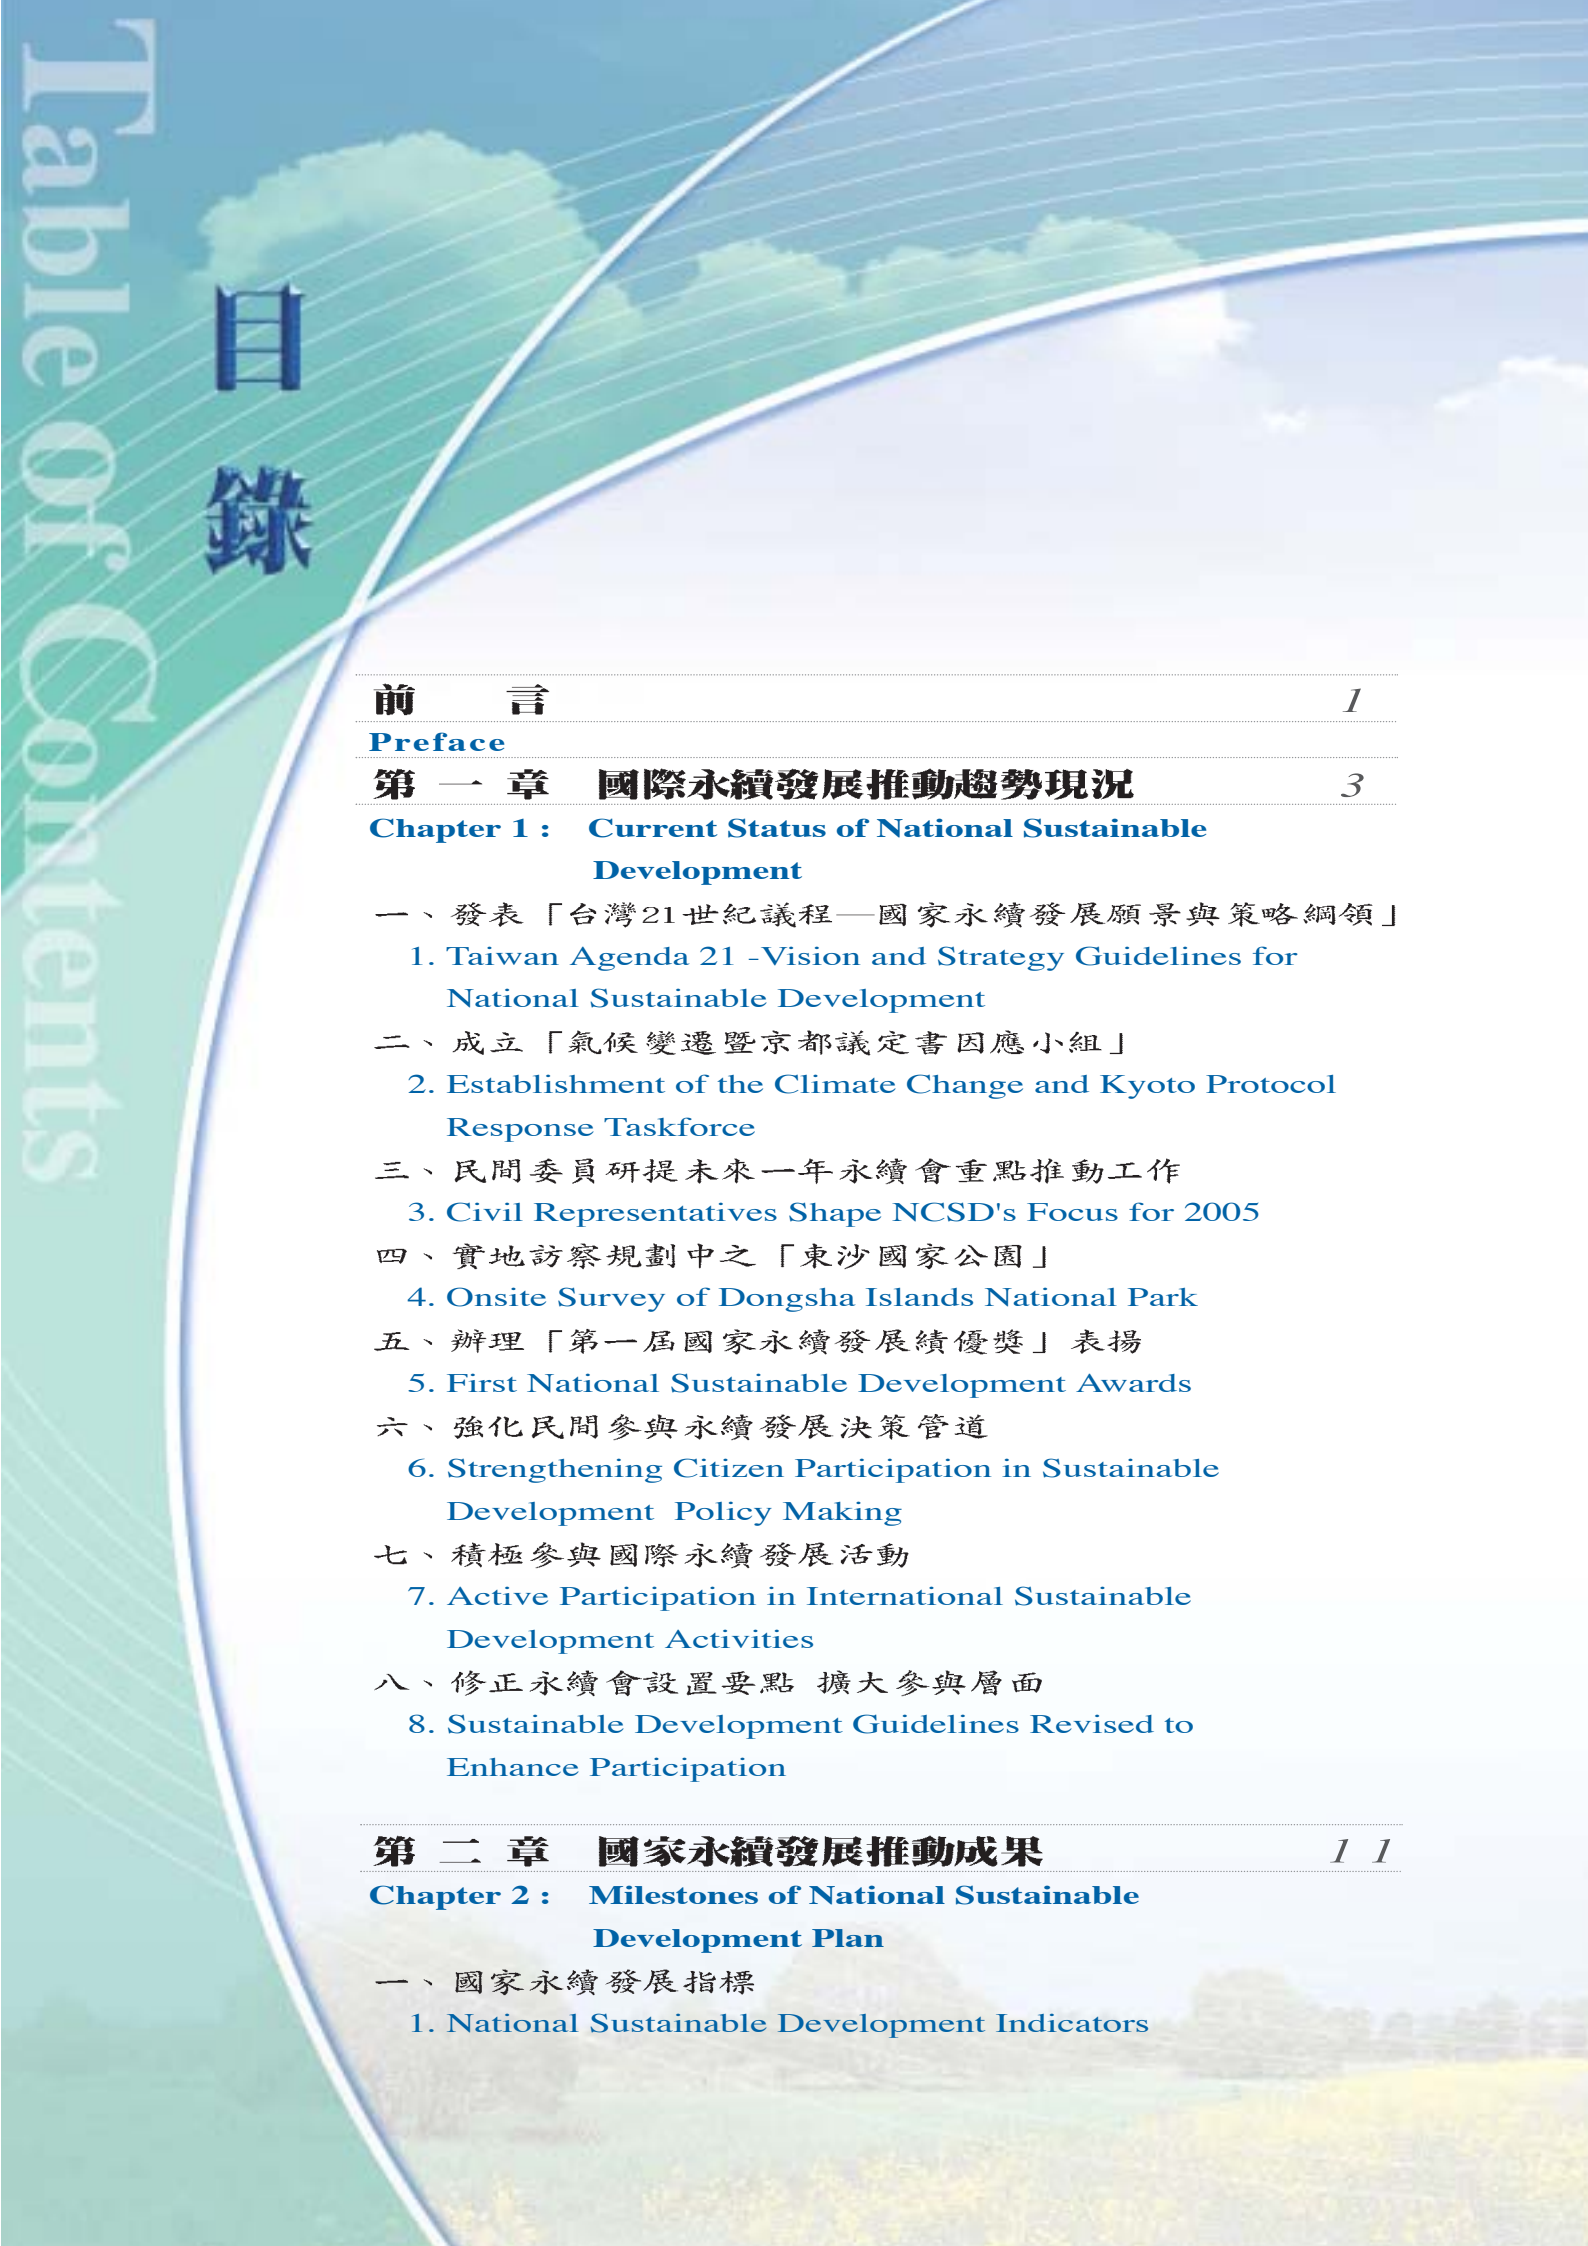 Table of Contents
目錄
前 言 1
Preface
第一章 國際永續發展推動趨勢現況 3
Chapter 1 : Current Status of National Sustainable
Development
一、發表「台灣21世紀議程─國家永續發展願景與策略綱領」
1. Taiwan Agenda 21 -Vision and Strategy Guidelines for
National Sustainable Development
二、成立「氣候變遷暨京都議定書因應小組」
2. Establishment of the Climate Change and Kyoto Protocol
Response Taskforce
三、民間委員研提未來一年永續會重點推動工作
3. Civil Representatives Shape NCSD's Focus for 2005
四、實地訪察規劃中之「東沙國家公園」
4. Onsite Survey of Dongsha Islands National Park
五、辦理「第一屆國家永續發展績優獎」表揚
5. First National Sustainable Development Awards
六、強化民間參與永續發展決策管道
6. Strengthening Citizen Participation in Sustainable
Development Policy Making
七、積極參與國際永續發展活動
7. Active Participation in International Sustainable
Development Activities
八、修正永續會設置要點 擴大參與層面
8. Sustainable Development Guidelines Revised to
Enhance Participation
第二章 國家永續發展推動成果 11
Chapter 2 : Milestones of National Sustainable
Development Plan
一、國家永續發展指標
1. National Sustainable Development Indicators